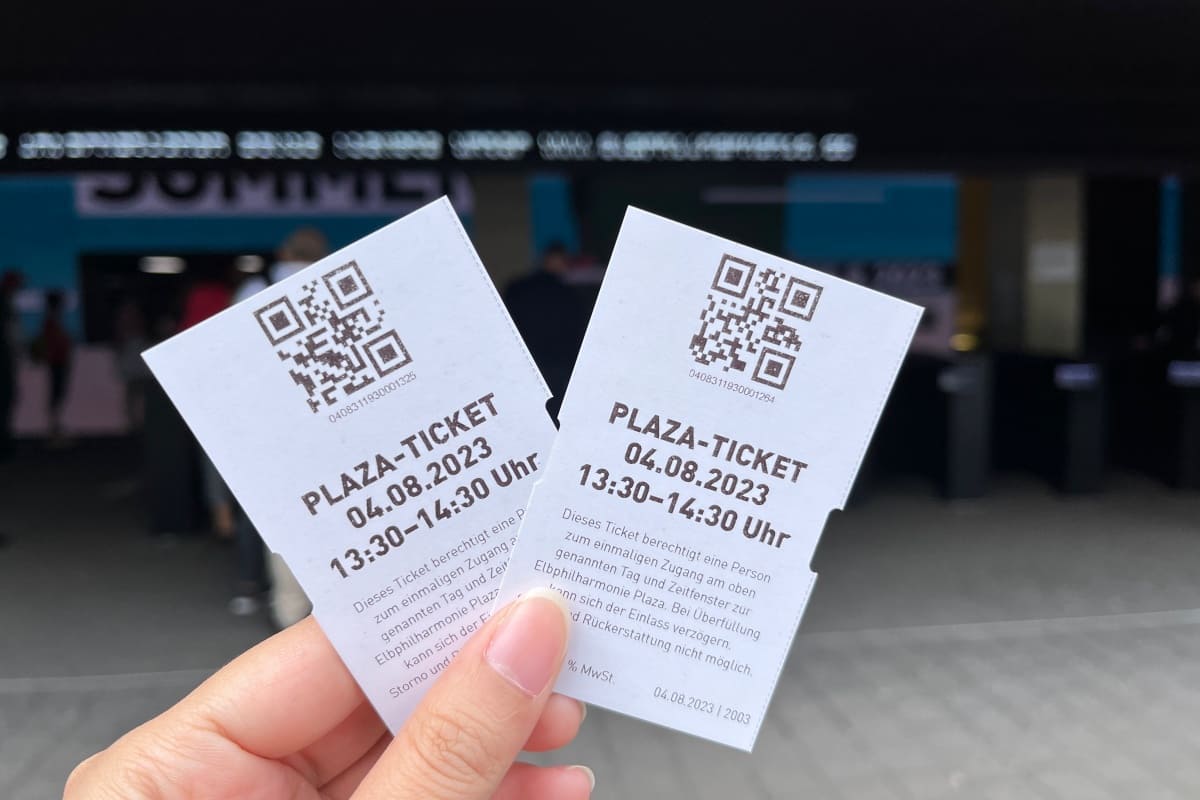 SUMME
0408311930001325
PLAZA-TICKET
04.08.2023
13:30–14:30 Uhr
Dieses Ticket berechtigt eine P
zum einmaligen Zugang a
genannten Tag und Zeit
Elbphilharmonie Plaza
kann sich der E
Storno und
0408311930001264
PLAZA-TICKET
04.08.2023
13:30–14:30 Uhr
Dieses Ticket berechtigt eine Person
zum einmaligen Zugang am oben
genannten Tag und Zeitfenster zur
Elbphilharmonie Plaza. Bei Überfüllung
kann sich der Einlass verzögern.
d Rückerstattung nicht möglich.
% MwSt.
04.08.2023 | 2003